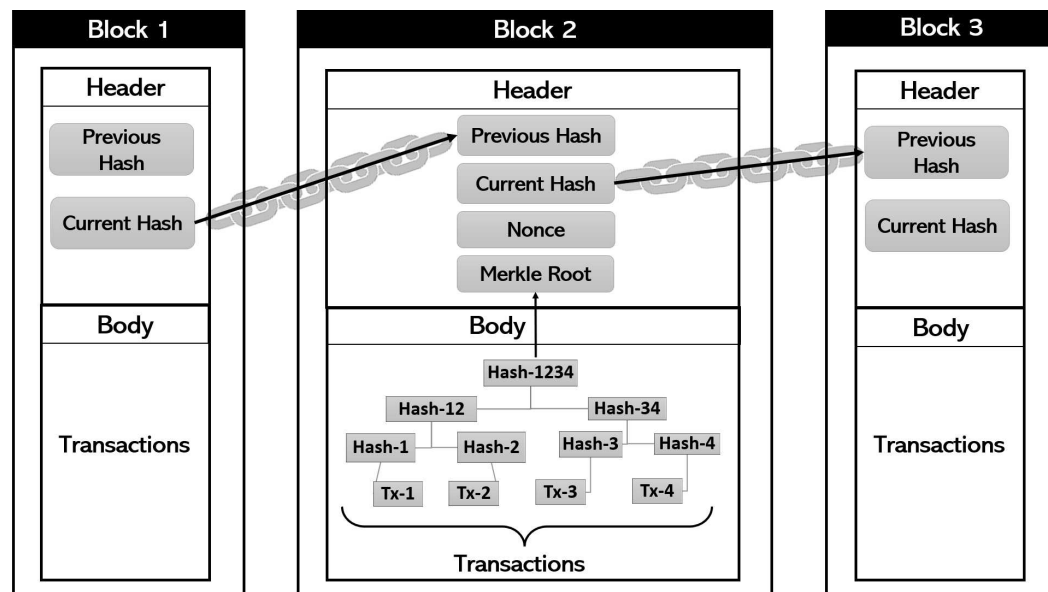 Block 1
Header
Previous
Hash
Current Hash
Body
Transactions
Block 2
Header
Previous Hash
Current Hash
Nonce
Merkle Root
Body
Hash-1234
Hash-12
Hash-34
Hash-1
Hash-2
Hash-3
Hash-4
Tx-1
Tx-2
Tx-3
Tx-4
Transactions
Block 3
Header
Previous
Hash
Current Hash
Body
Transactions